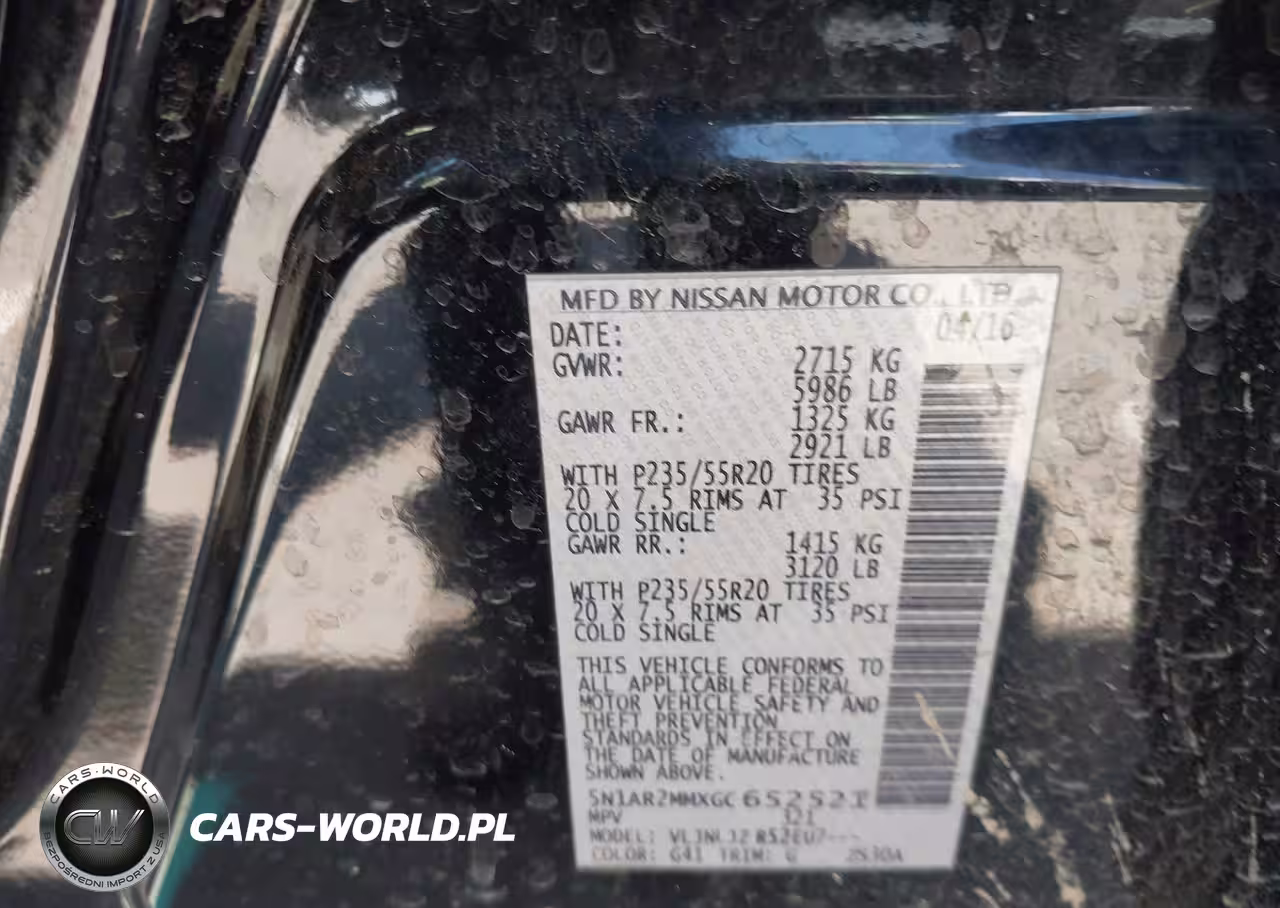 MFD BY NISSAN MOTOR CO., LTD.
DATE: 04/16
GVWR: 2715 KG
5986 LB
GAWR FR.: 1325 KG
2921 LB
WITH P235/55R20 TIRES
20 X 7.5 RIMS AT 35 PSI
COLD SINGLE
GAWR RR.: 1415 KG
3120 LB
WITH P235/55R20 TIRES
20 X 7.5 RIMS AT 35 PSI
COLD SINGLE
THIS VEHICLE CONFORMS TO
ALL APPLICABLE FEDERAL
MOTOR VEHICLE SAFETY AND
THEFT PREVENTION
STANDARDS IN EFFECT ON
THE DATE OF MANUFACTURE
SHOWN ABOVE.
5N1AR2MMXGC652521
MPV 321
MODEL:
COLOR: G41 TRIM: G
CARS-WORLD
CW
BEZPOŚREDNI IMPORT Z USA
CARS-WORLD.PL